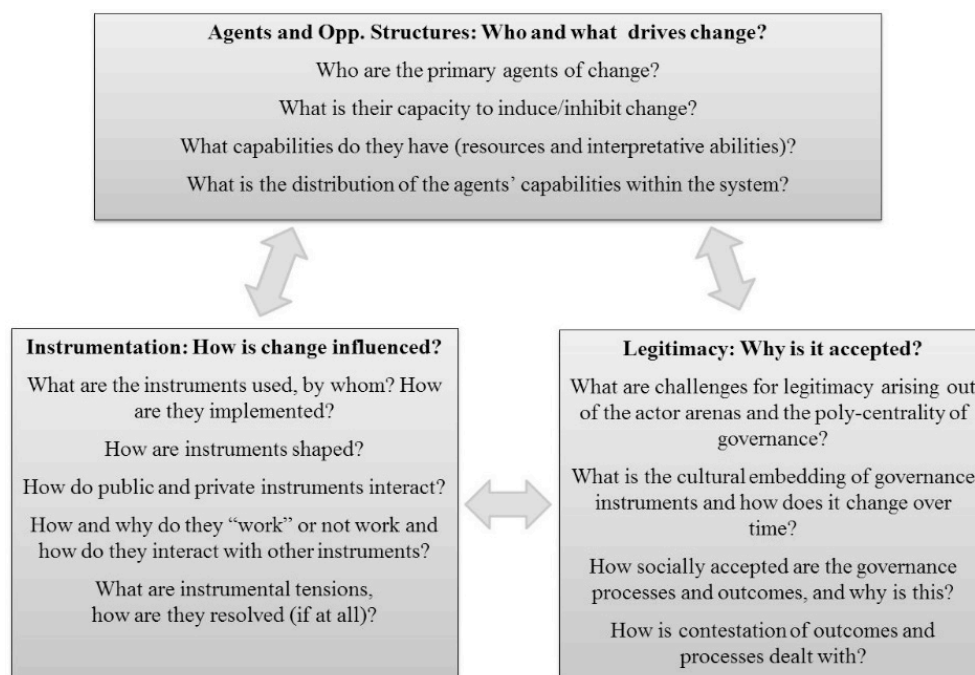 Agents and Opp. Structures: Who and what drives change?
Who are the primary agents of change?
What is their capacity to induce/inhibit change?
What capabilities do they have (resources and interpretative abilities)?
What is the distribution of the agents’ capabilities within the system?
Instrumentation: How is change influenced?
What are the instruments used, by whom? How
are they implemented?
How are instruments shaped?
How do public and private instruments interact?
How and why do they “work” or not work and
how do they interact with other instruments?
What are instrumental tensions,
how are they resolved (if at all)?
Legitimacy: Why is it accepted?
What are challenges for legitimacy arising out
of the actor arenas and the poly-centrality of
governance?
What is the cultural embedding of governance
instruments and how does it change over
time?
How socially accepted are the governance
processes and outcomes, and why is this?
How is contestation of outcomes and
processes dealt with?